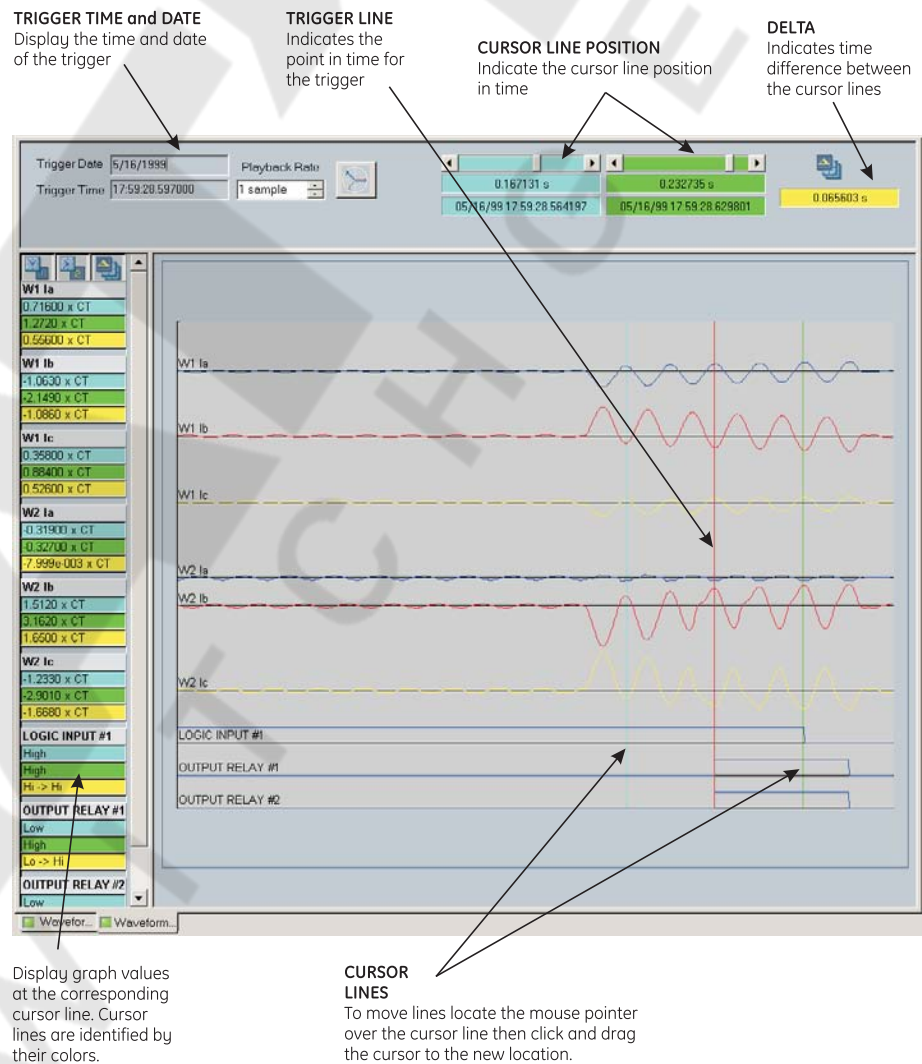 TRIGGER TIME and DATE
Display the time and date
of the trigger
TRIGGER LINE
Indicates the
point in time for
the trigger
CURSOR LINE POSITION
Indicate the cursor line position
in time
DELTA
Indicates time
difference between
the cursor lines
Trigger Date 5/16/1999
Trigger Time 17:59:28.597000
Playback Rate
1 sample
0.167131 s
05/16/99 17:59:28.564197
0.232735 s
05/16/99 17:59:28.629801
0.065603 s
W1 Ia
0.71600 x CT
1.2720 x CT
0.55600 x CT
W1 Ib
-1.0630 x CT
-2.1490 x CT
-1.0860 x CT
W1 Ic
0.35800 x CT
0.88400 x CT
0.52600 x CT
W2 Ia
-0.31900 x CT
-0.32700 x CT
-7.999e-003 x CT
W2 Ib
1.5120 x CT
3.1620 x CT
1.6500 x CT
W2 Ic
-1.2330 x CT
-2.9010 x CT
-1.6680 x CT
LOGIC INPUT #1
High
High
Hi -> Hi
OUTPUT RELAY #1
Low
High
Lo -> Hi
OUTPUT RELAY #2
Low
W1 Ia
W1 Ib
W1 Ic
W2 Ia
W2 Ib
W2 Ic
LOGIC INPUT #1
OUTPUT RELAY #1
OUTPUT RELAY #2
Wavefor...
Waveform...
Display graph values
at the corresponding
cursor line. Cursor
lines are identified by
their colors.
CURSOR
LINES
To move lines locate the mouse pointer
over the cursor line then click and drag
the cursor to the new location.